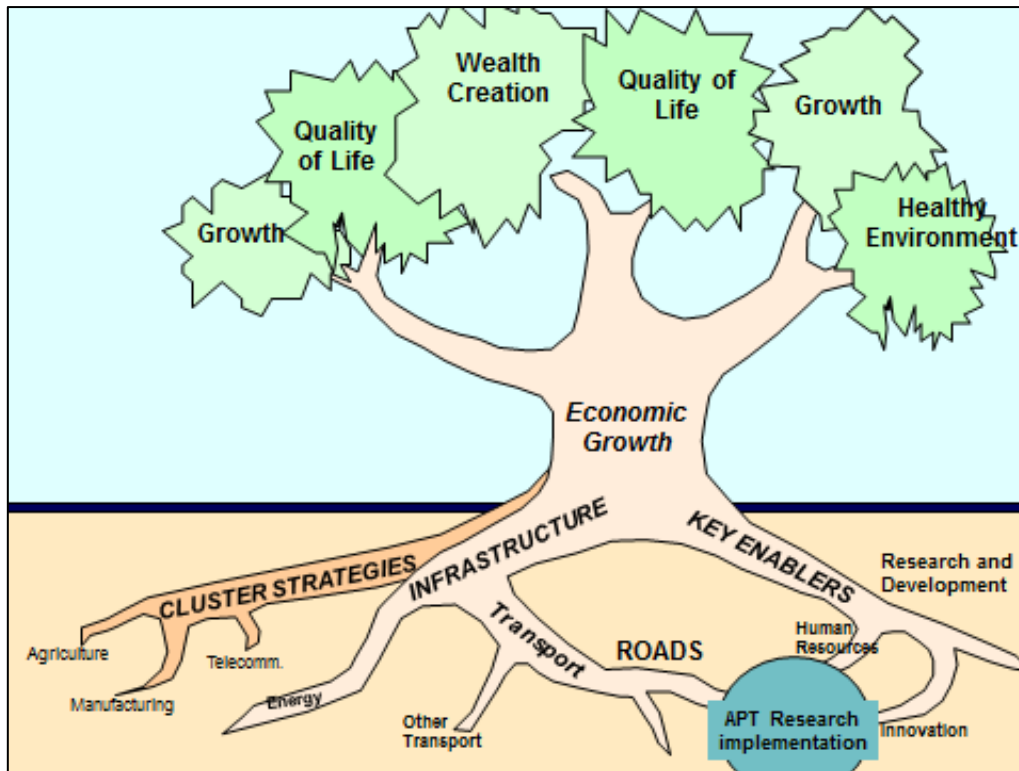 Wealth
Creation
Quality of
Life
Growth
Quality
of Life
Growth
Healthy
Environment
Economic
Growth
CLUSTER STRATEGIES
INFRASTRUCTURE
KEY ENABLERS
Research and
Development
Agriculture
Manufacturing
Telecomm.
Energy
Transport
Other
Transport
ROADS
Human
Resources
APT Research
implementation
Innovation